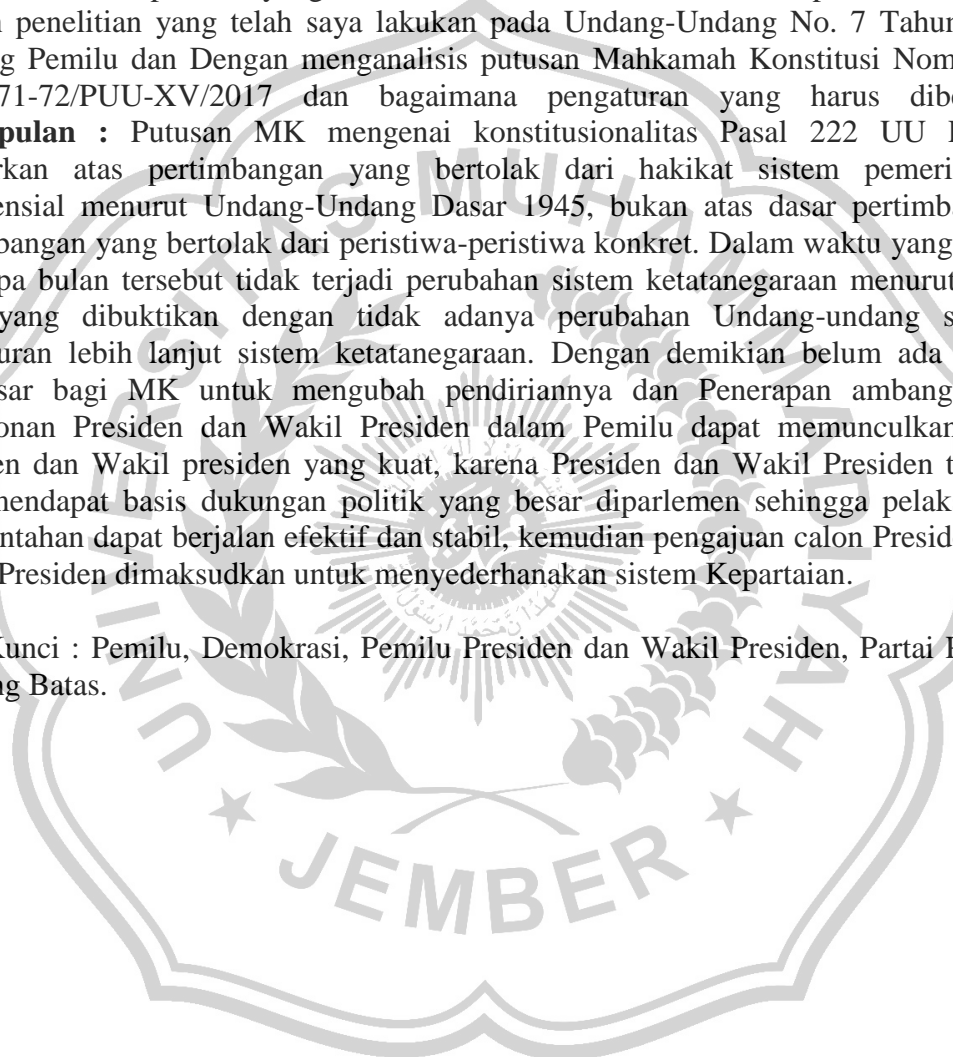 n penelitian yang telah saya lakukan pada Undang-Undang No. 7 Tahun
g Pemilu dan Dengan menganalisis putusan Mahkamah Konstitusi Nom
71-72/PUU-XV/2017 dan bagaimana pengaturan yang harus dibe
pulan : Putusan MK mengenai konstitusionalitas Pasal 222 UU
rkan atas pertimbangan yang bertolak dari hakikat sistem pemeri
ensial menurut Undang-Undang Dasar 1945, bukan atas dasar pertimba
bangan yang bertolak dari peristiwa-peristiwa konkret. Dalam waktu yang
pa bulan tersebut tidak terjadi perubahan sistem ketatanegaraan menurut
yang dibuktikan dengan tidak adanya perubahan Undang-undang s
uran lebih lanjut sistem ketatanegaraan. Dengan demikian belum ada
sar bagi MK untuk mengubah pendiriannya dan Penerapan ambang
onan Presiden dan Wakil Presiden dalam Pemilu dapat memunculkan
en dan Wakil presiden yang kuat, karena Presiden dan Wakil Presiden t
mendapat basis dukungan politik yang besar diparlemen sehingga pelak
ntahan dapat berjalan efektif dan stabil, kemudian pengajuan calon Preside
Presiden dimaksudkan untuk menyederhanakan sistem Kepartaian.
Kunci : Pemilu, Demokrasi, Pemilu Presiden dan Wakil Presiden, Partai
ng Batas.
UNIVERSITAS MUHAMMADIYAH
JEMBER